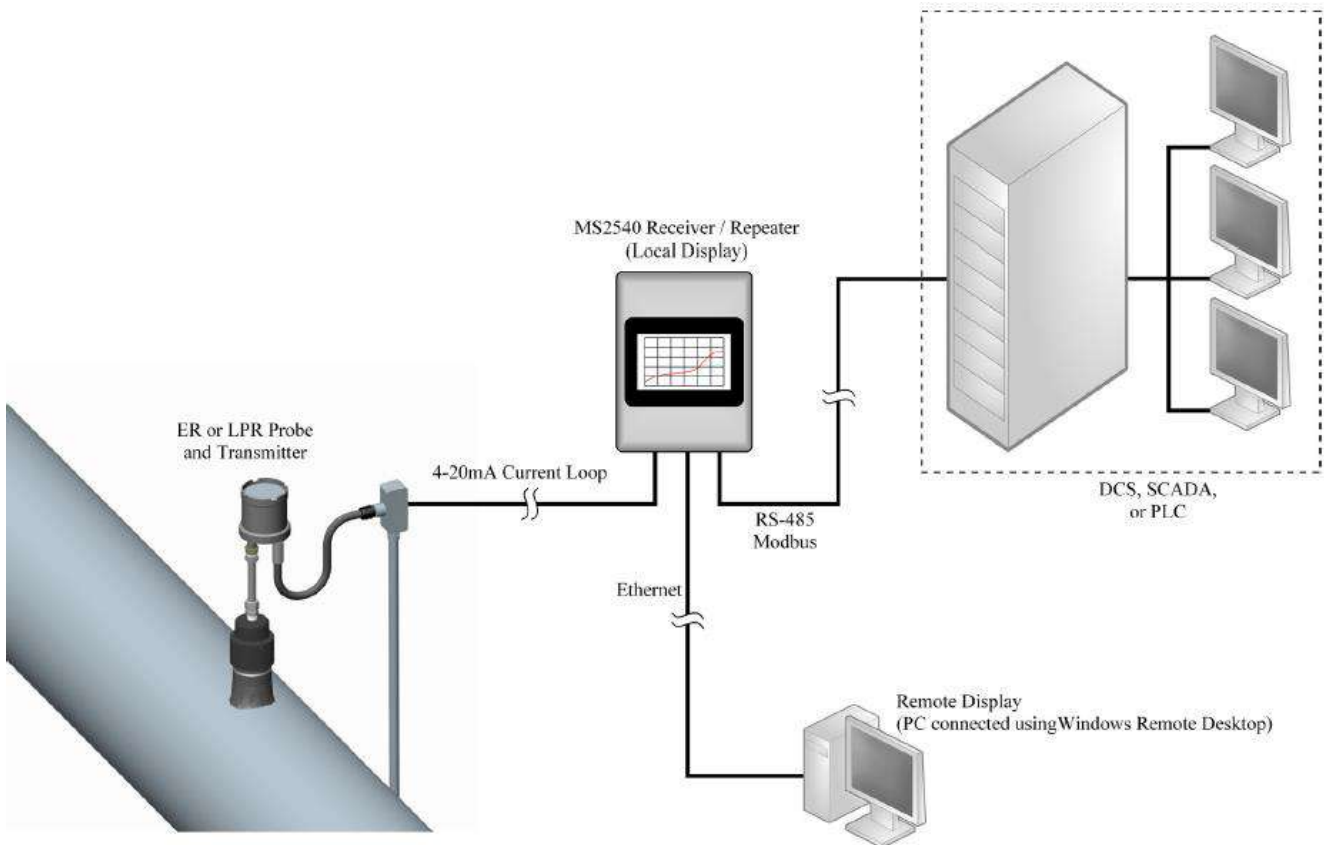 MS2540 Receiver / Repeater
(Local Display)
ER or LPR Probe
and Transmitter
4-20mA Current Loop
RS-485
Modbus
DCS, SCADA,
or PLC
Ethernet
Remote Display
(PC connected usingWindows Remote Desktop)